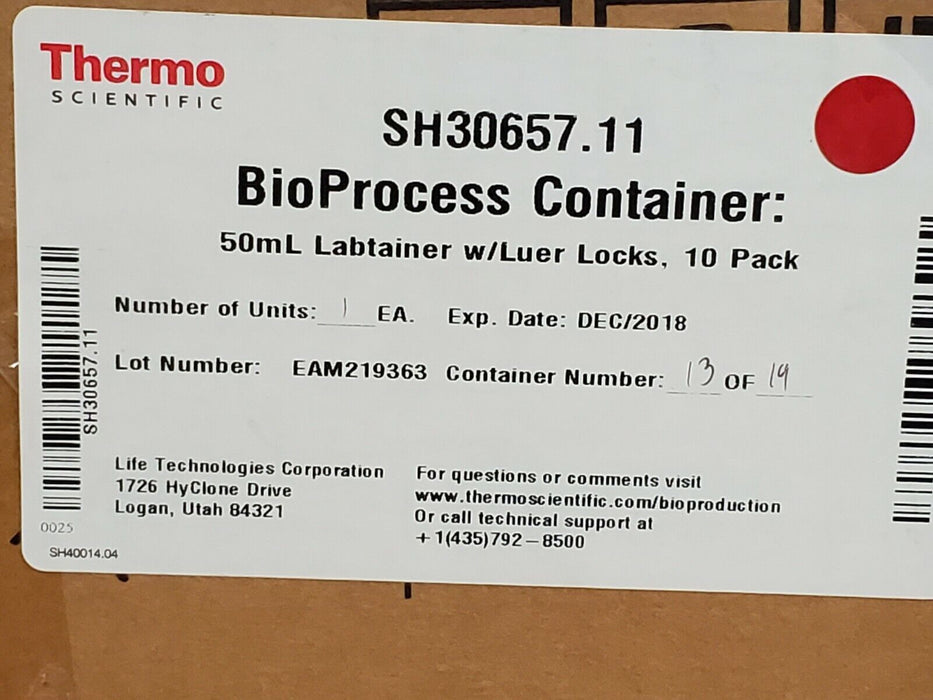 Thermo
SCIENTIFIC
SH30657.11
BioProcess Container:
50mL Labtainer w/Luer Locks, 10 Pack
Number of Units: 1 EA. Exp. Date: DEC/2018
Lot Number: EAM219363 Container Number: 13 OF 19
SH30657.11
Life Technologies Corporation
1726 HyClone Drive
Logan, Utah 84321
For questions or comments visit
www.thermoscientific.com/bioproduction
Or call technical support at
+1(435)792-8500
0025
SH40014.04